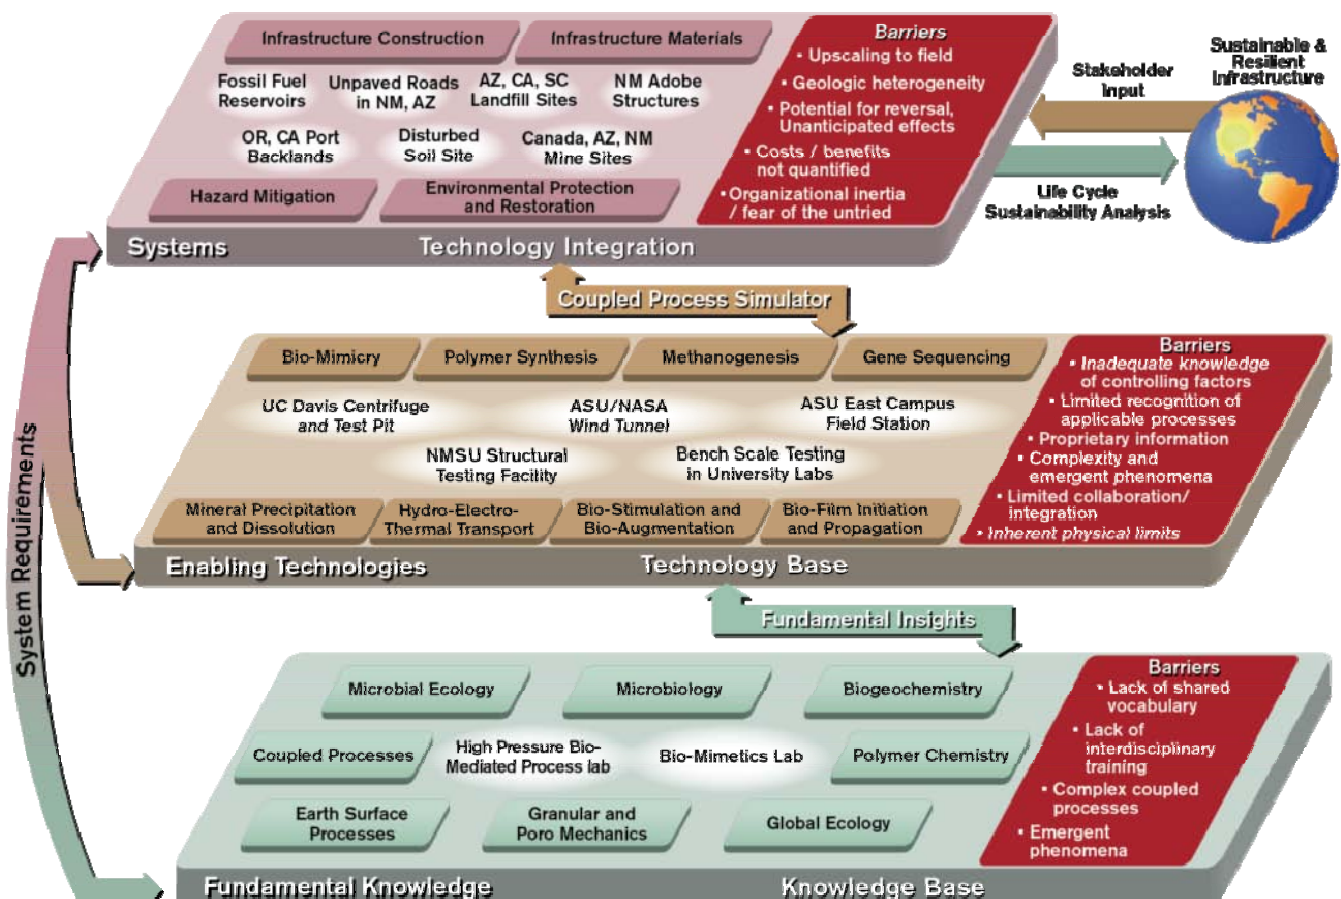 Infrastructure Construction
Infrastructure Materials
Fossil Fuel
Reservoirs
Unpaved Roads
in NM, AZ
AZ, CA, SC
Landfill Sites
NM Adobe
Structures
OR, CA Port
Backlands
Disturbed
Soil Site
Canada, AZ, NM
Mine Sites
Hazard Mitigation
Environmental Protection
and Restoration
Barriers
• Upscaling to field
• Geologic heterogeneity
• Potential for reversal,
Unanticipated effects
• Costs / benefits
not quantified
• Organizational inertia
/ fear of the untried
Systems
Technology Integration
Stakeholder
Input
Sustainable &
Resilient
Infrastructure
Life Cycle
Sustainability Analysis
Coupled Process Simulator
Bio-Mimicry
Polymer Synthesis
Methanogenesis
Gene Sequencing
UC Davis Centrifuge
and Test Pit
ASU/NASA
Wind Tunnel
ASU East Campus
Field Station
NMSU Structural
Testing Facility
Bench Scale Testing
in University Labs
Mineral Precipitation
and Dissolution
Hydro-Electro-
Thermal Transport
Bio-Stimulation and
Bio-Augmentation
Bio-Film Initiation
and Propagation
Barriers
• Inadequate knowledge
of controlling factors
• Limited recognition of
applicable processes
• Proprietary information
• Complexity and
emergent phenomena
• Limited collaboration/
integration
• Inherent physical limits
Enabling Technologies
Technology Base
System Requirements
Fundamental Insights
Microbial Ecology
Microbiology
Biogeochemistry
Coupled Processes
High Pressure Bio-
Mediated Process lab
Bio-Mimetics Lab
Polymer Chemistry
Earth Surface
Processes
Granular and
Poro Mechanics
Global Ecology
Barriers
• Lack of shared
vocabulary
• Lack of
interdisciplinary
training
• Complex coupled
processes
• Emergent
phenomena
Fundamental Knowledge
Knowledge Base